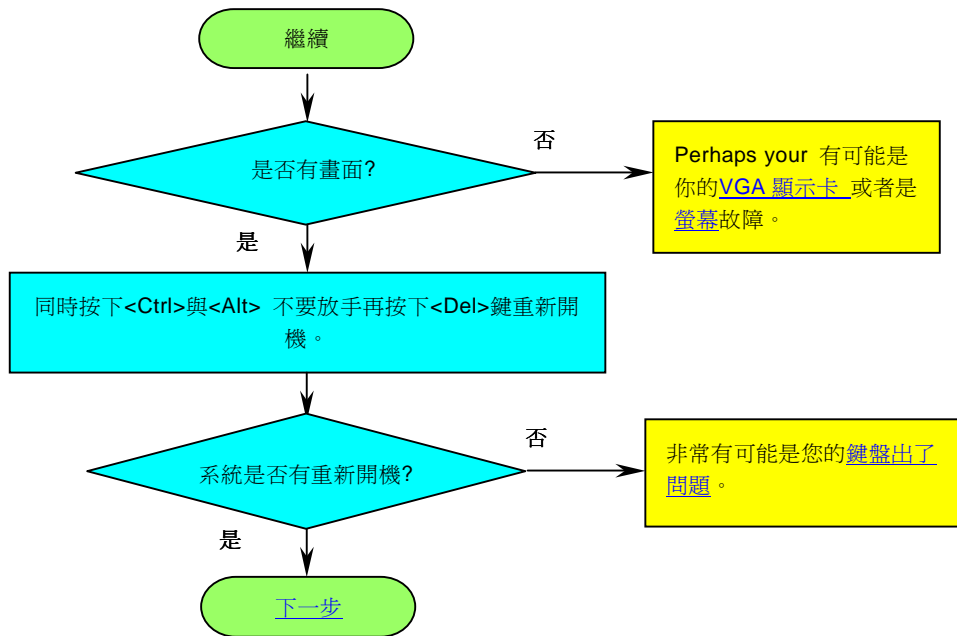 繼續
是否有畫面?
否
Perhaps your 有可能是
你的VGA 顯示卡 或者是
螢幕故障。
是
同時按下<Ctrl>與<Alt> 不要放手再按下<Del>鍵重新開
機。
系統是否有重新開機?
否
非常有可能是您的鍵盤出了
問題。
是
下一步